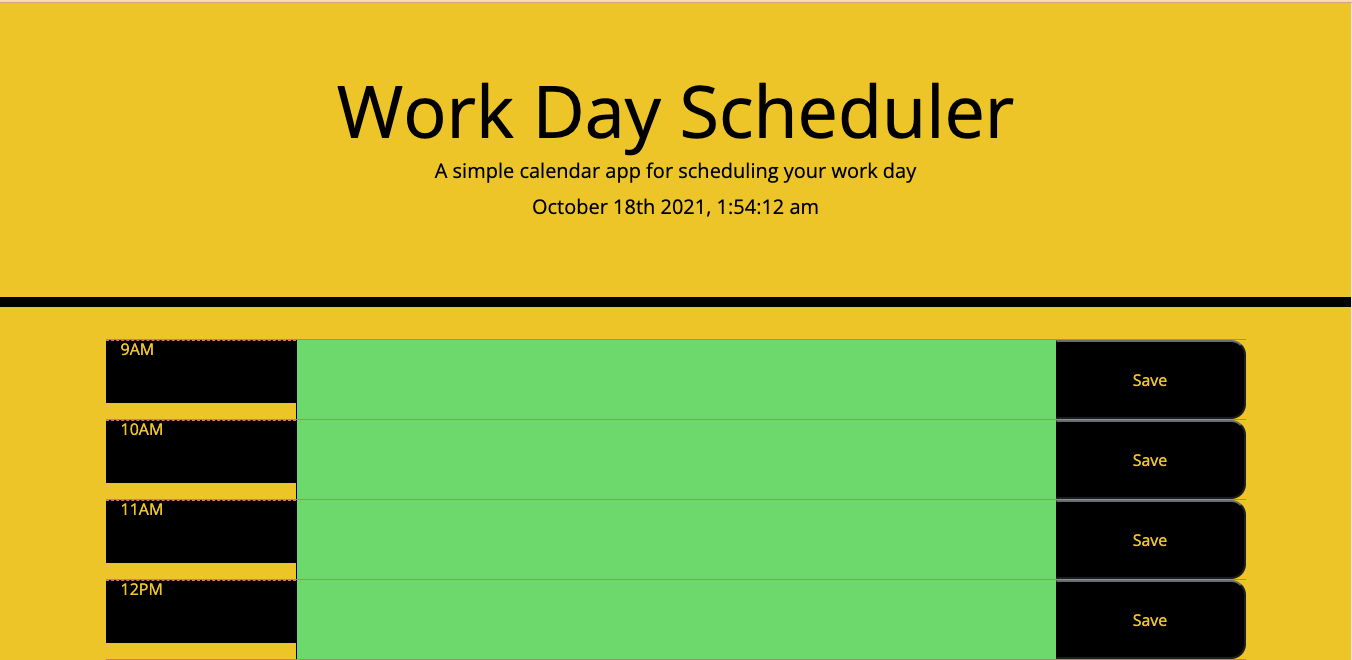 Work Day Scheduler
A simple calendar app for scheduling your work day
October 18th 2021, 1:54:12 am
9AM
Save
10AM
Save
11AM
Save
12PM
Save